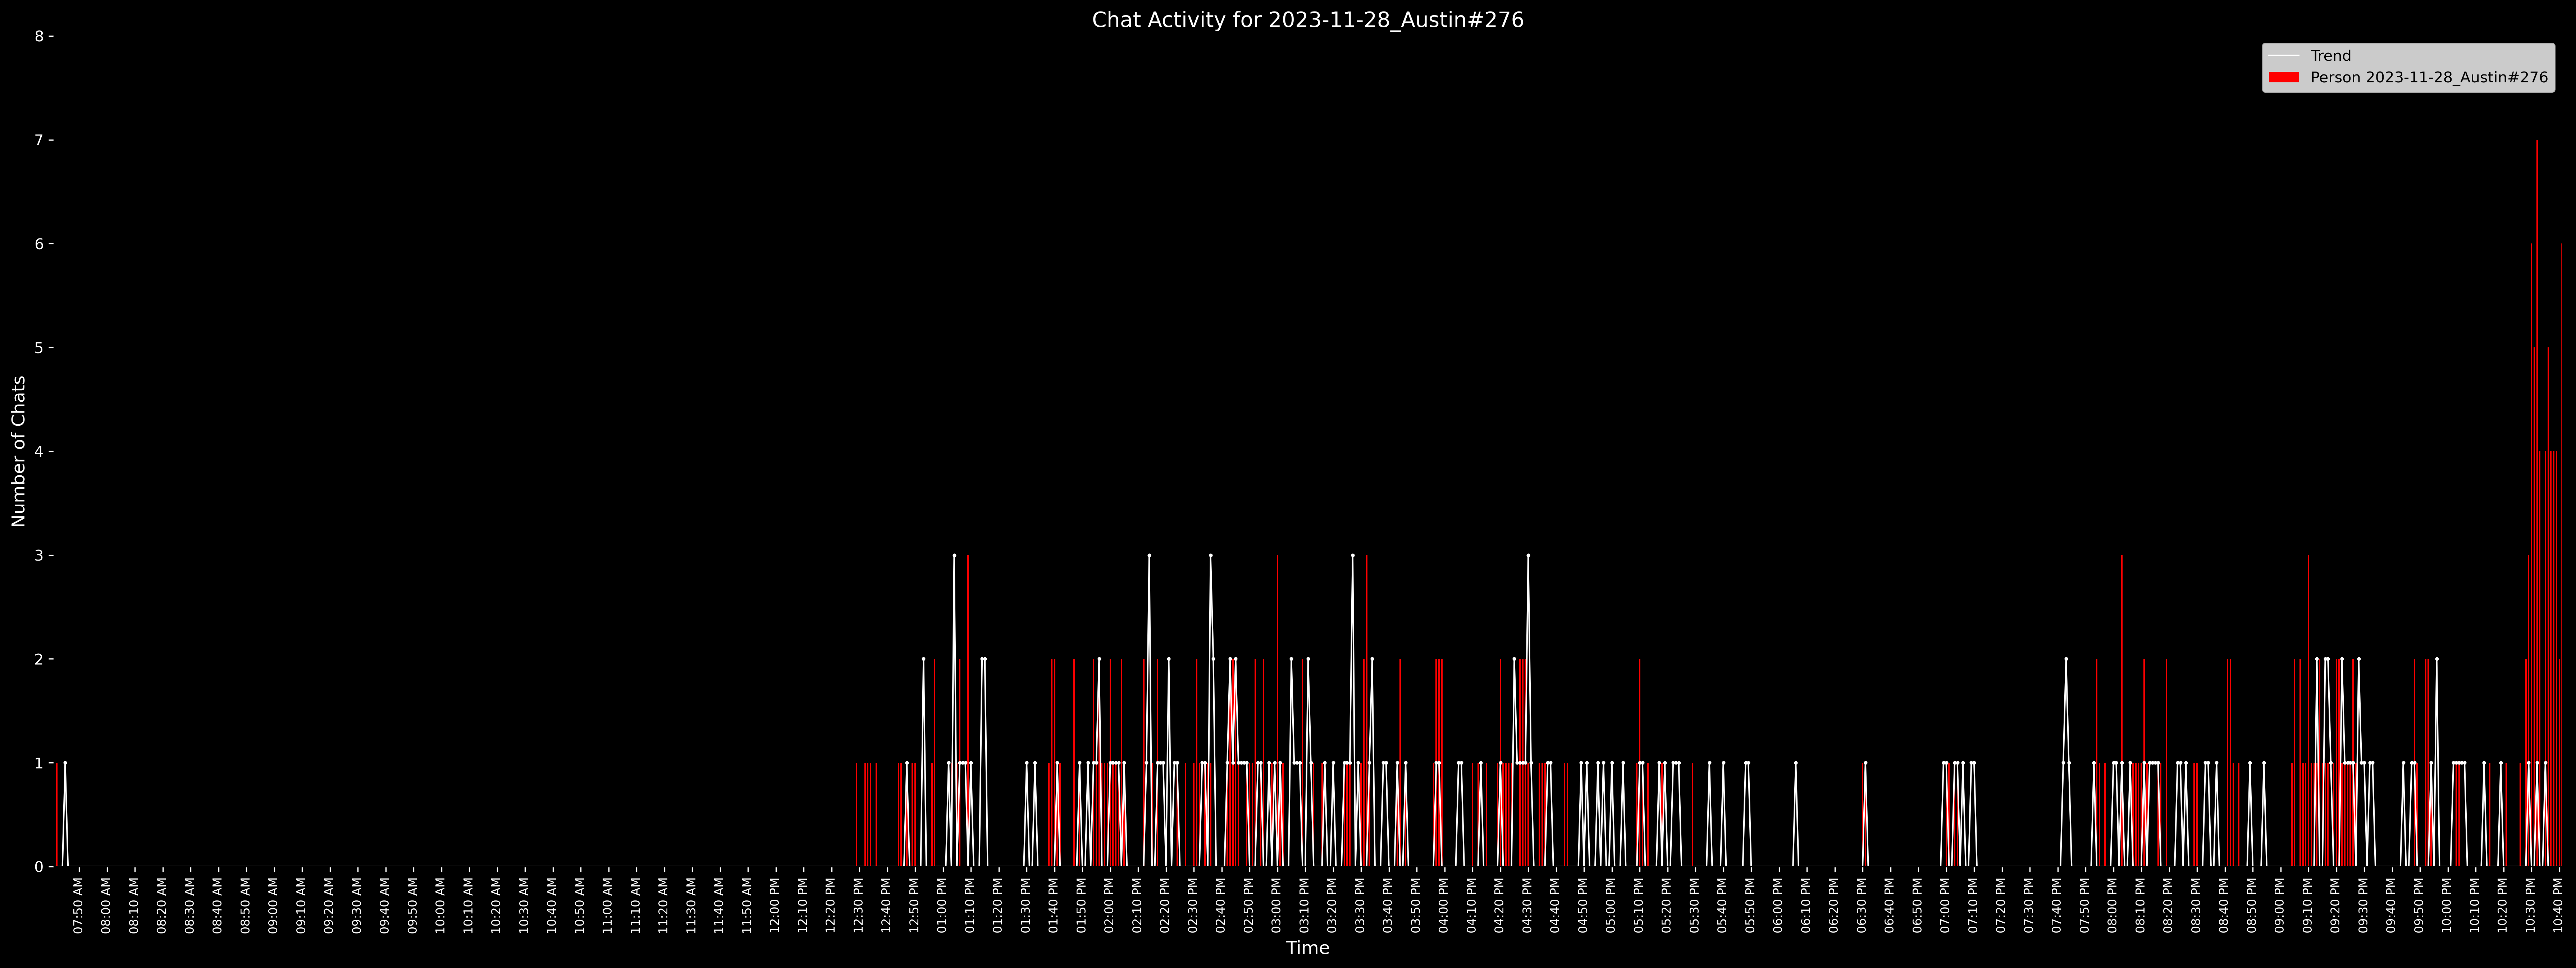 Chat Activity for 2023-11-28_Austin#276
Trend
Person 2023-11-28_Austin#276
Number of Chats
8
7
6
5
4
3
2
1
0
07:50 AM
08:00 AM
08:10 AM
08:20 AM
08:30 AM
08:40 AM
08:50 AM
09:00 AM
09:10 AM
09:20 AM
09:30 AM
09:40 AM
09:50 AM
10:00 AM
10:10 AM
10:20 AM
10:30 AM
10:40 AM
10:50 AM
11:00 AM
11:10 AM
11:20 AM
11:30 AM
11:40 AM
11:50 AM
12:00 PM
12:10 PM
12:20 PM
12:30 PM
12:40 PM
12:50 PM
01:00 PM
01:10 PM
01:20 PM
01:30 PM
01:40 PM
01:50 PM
02:00 PM
02:10 PM
02:20 PM
02:30 PM
02:40 PM
02:50 PM
03:00 PM
03:10 PM
03:20 PM
03:30 PM
03:40 PM
03:50 PM
04:00 PM
04:10 PM
04:20 PM
04:30 PM
04:40 PM
04:50 PM
05:00 PM
05:10 PM
05:20 PM
05:30 PM
05:40 PM
05:50 PM
06:00 PM
06:10 PM
06:20 PM
06:30 PM
06:40 PM
06:50 PM
07:00 PM
07:10 PM
07:20 PM
07:30 PM
07:40 PM
07:50 PM
08:00 PM
08:10 PM
08:20 PM
08:30 PM
08:40 PM
08:50 PM
09:00 PM
09:10 PM
09:20 PM
09:30 PM
09:40 PM
09:50 PM
10:00 PM
10:10 PM
10:20 PM
10:30 PM
10:40 PM
Time